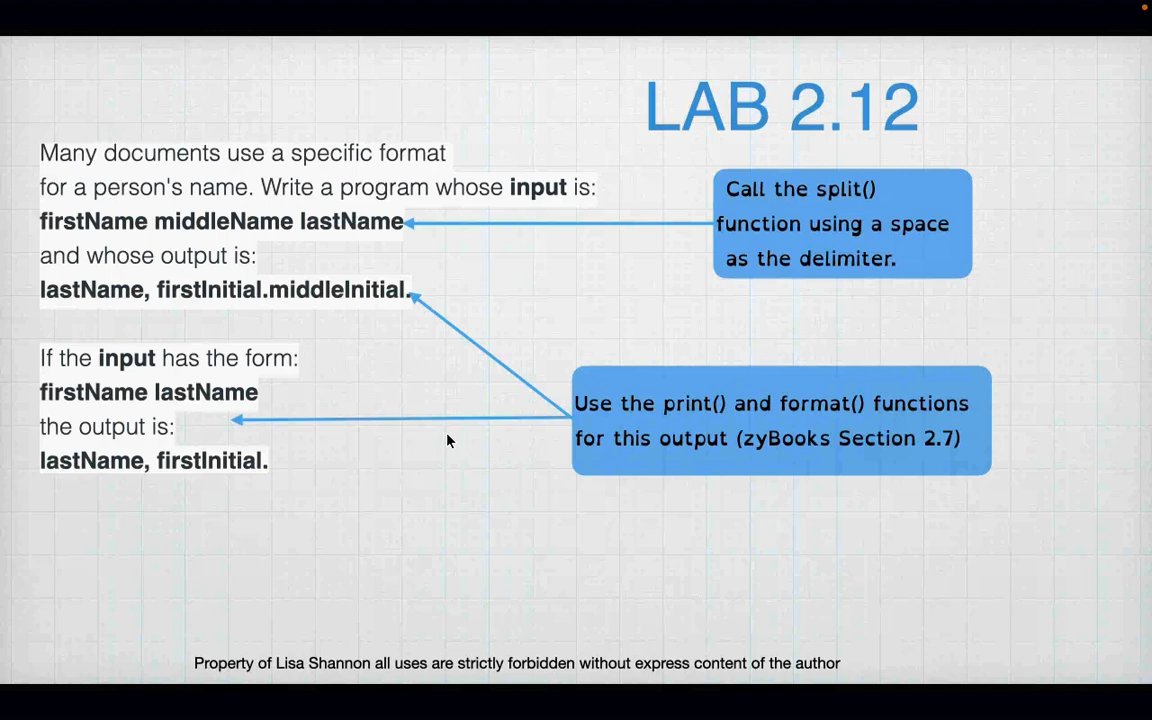 LAB 2.12
Many documents use a specific format
for a person's name. Write a program whose input is:
firstName middleName lastName
and whose output is:
lastName, firstInitial.middleInitial.
Call the split()
function using a space
as the delimiter.
If the input has the form:
firstName lastName
the output is:
lastName, firstInitial.
Use the print() and format() functions
for this output (zyBooks Section 2.7)
Property of Lisa Shannon all uses are strictly forbidden without express content of the author